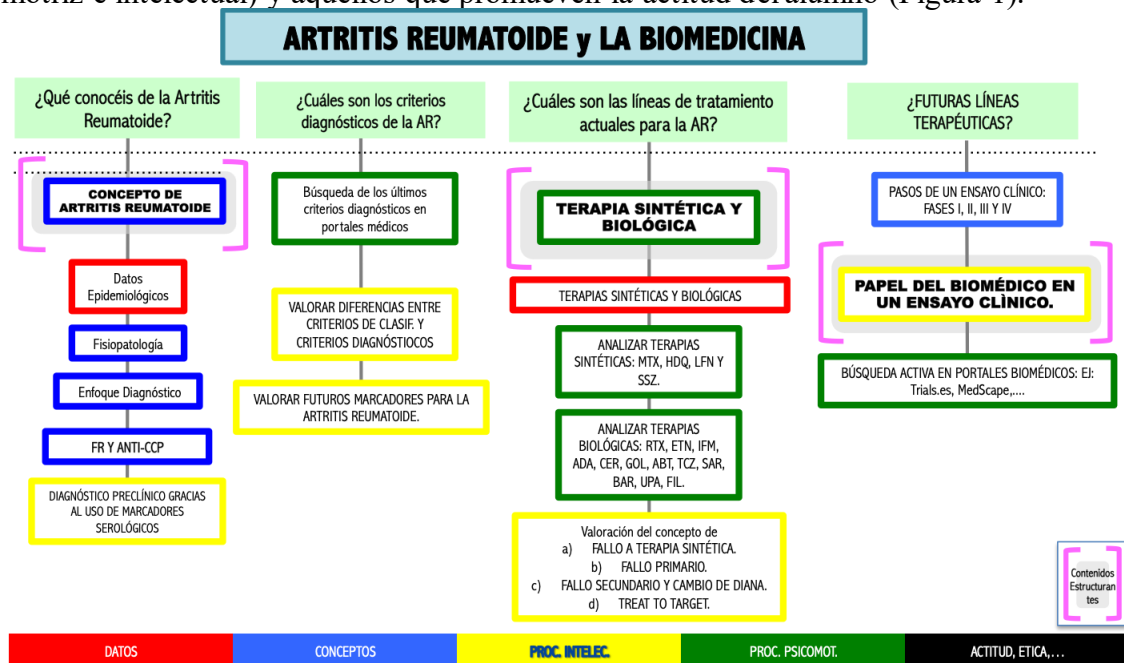 motriz e intelectual, y aquellos que promueven la actitud del alumno (Figura 1).
ARTRITIS REUMATOIDE y LA BIOMEDICINA
¿Qué conocéis de la Artritis
Reumatoide?
CONCEPTO DE
ARTRITIS REUMATOIDE
Datos
Epidemiológicos
Fisiopatología
Enfoque Diagnóstico
FR Y ANTI-CCP
DIAGNÓSTICO PRECLÍNICO GRACIAS
AL USO DE MARCADORES
SEROLÓGICOS
¿Cuáles son los criterios
diagnósticos de la AR?
Búsqueda de los últimos
criterios diagnósticos en
portales médicos
VALORAR DIFERENCIAS ENTRE
CRITERIOS DE CLASIF. Y
CRITERIOS DIAGNÓSTIOCOS
VALORAR FUTUROS MARCADORES PARA LA
ARTRITIS REUMATOIDE.
¿Cuáles son las líneas de tratamiento
actuales para la AR?
TERAPIA SINTÉTICA Y
BIOLÓGICA
TERAPIAS SINTÉTICAS Y BIOLÓGICAS
ANALIZAR TERAPIAS
SINTÉTICAS: MTX, HDQ, LFN Y
SSZ.
ANALIZAR TERAPIAS
BIOLÓGICAS: RTX, ETN, IFM,
ADA, CER, GOL, ABT, TCZ, SAR,
BAR, UPA, FIL.
Valoración del concepto de
a) FALLO A TERAPIA SINTÉTICA.
b) FALLO PRIMARIO.
c) FALLO SECUNDARIO Y CAMBIO DE DIANA.
d) TREAT TO TARGET.
¿FUTURAS LÍNEAS
TERAPÉUTICAS?
PASOS DE UN ENSAYO CLÍNICO:
FASES I, II, III Y IV
PAPEL DEL BIOMÉDICO EN
UN ENSAYO CLÌNICO.
BÚSQUEDA ACTIVA EN PORTALES BIOMÉDICOS: EJ:
Trials.es, MedScape,....
Contenidos
Estructuran
tes
DATOS
CONCEPTOS
PROC. INTELEC.
PROC. PSICOMOT.
ACTITUD, ETICA,...